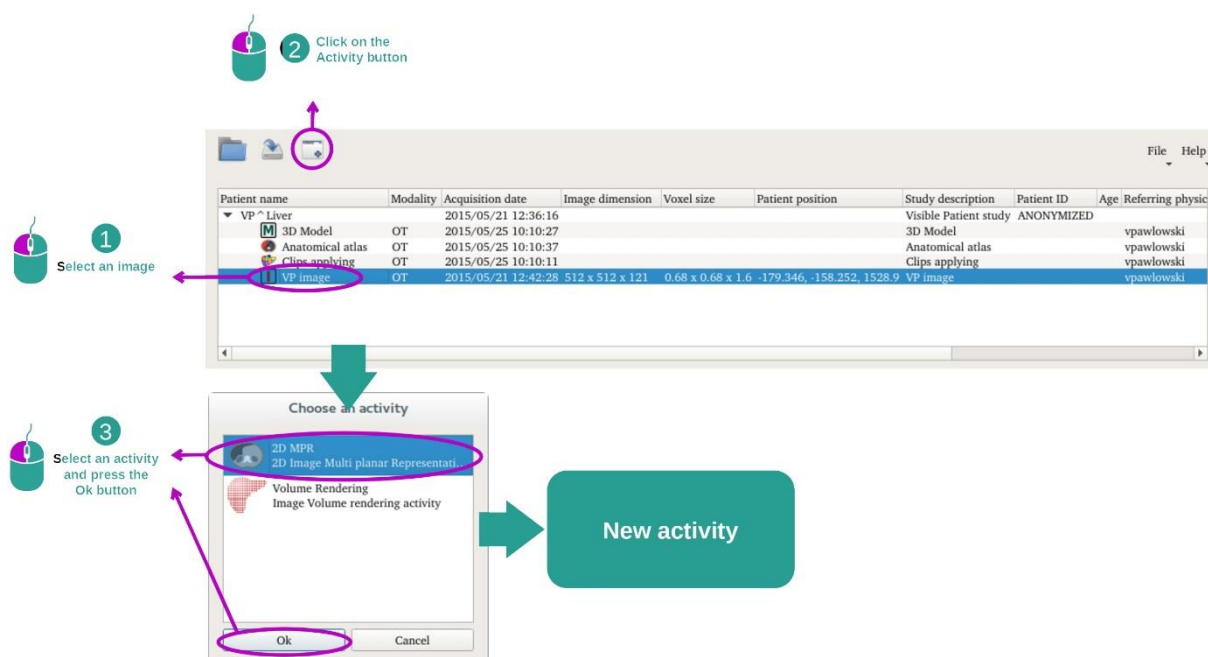 2 Click on the
Activity button
File Help
Patient name Modality Acquisition date Image dimension Voxel size Patient position Study description Patient ID Age Referring physic
VP^Liver 2015/05/21 12:36:16 Visible Patient study ANONYMIZED
M 3D Model OT 2015/05/25 10:10:27 3D Model vpawlowski
Anatomical atlas OT 2015/05/25 10:10:37 Anatomical atlas vpawlowski
Clips applying OT 2015/05/25 10:10:11 Clips applying vpawlowski
I VP image OT 2015/05/21 12:42:28 512 x 512 x 121 0.68 x 0.68 x 1.6 -179.346, -158.252, 1528.9 VP image vpawlowski
1
Select an image
Choose an activity
3
Select an activity
and press the
Ok button
2D MPR
2D Image Multi planar Representati..
Volume Rendering
Image Volume rendering activity
New activity
Ok Cancel